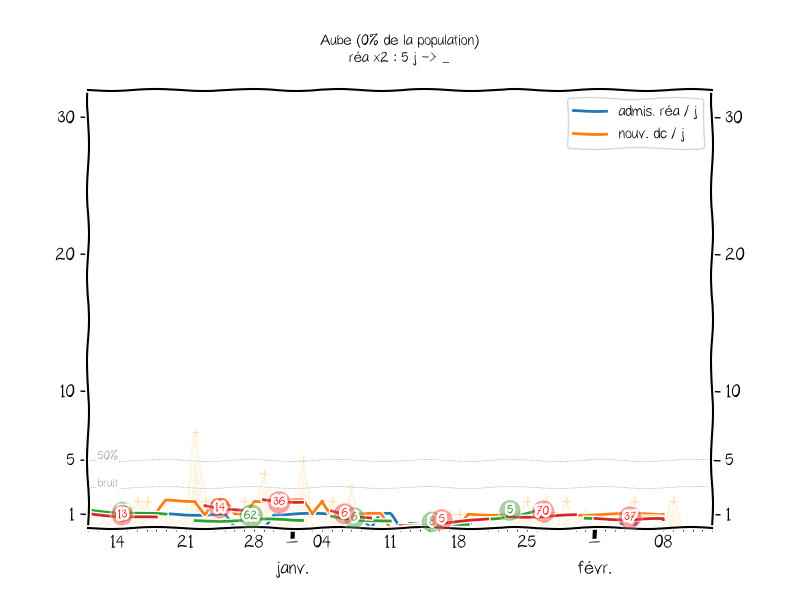 Aube (0% de la population)
réa x2 : 5 j -> _
admis. réa / j
nouv. dc / j
30 30
20 20
10 10
5 50% 5
bruit
1 13 14 62 36 6 5 5 70 37 1
14 21 28 04 11 18 25 08
janv. févr.